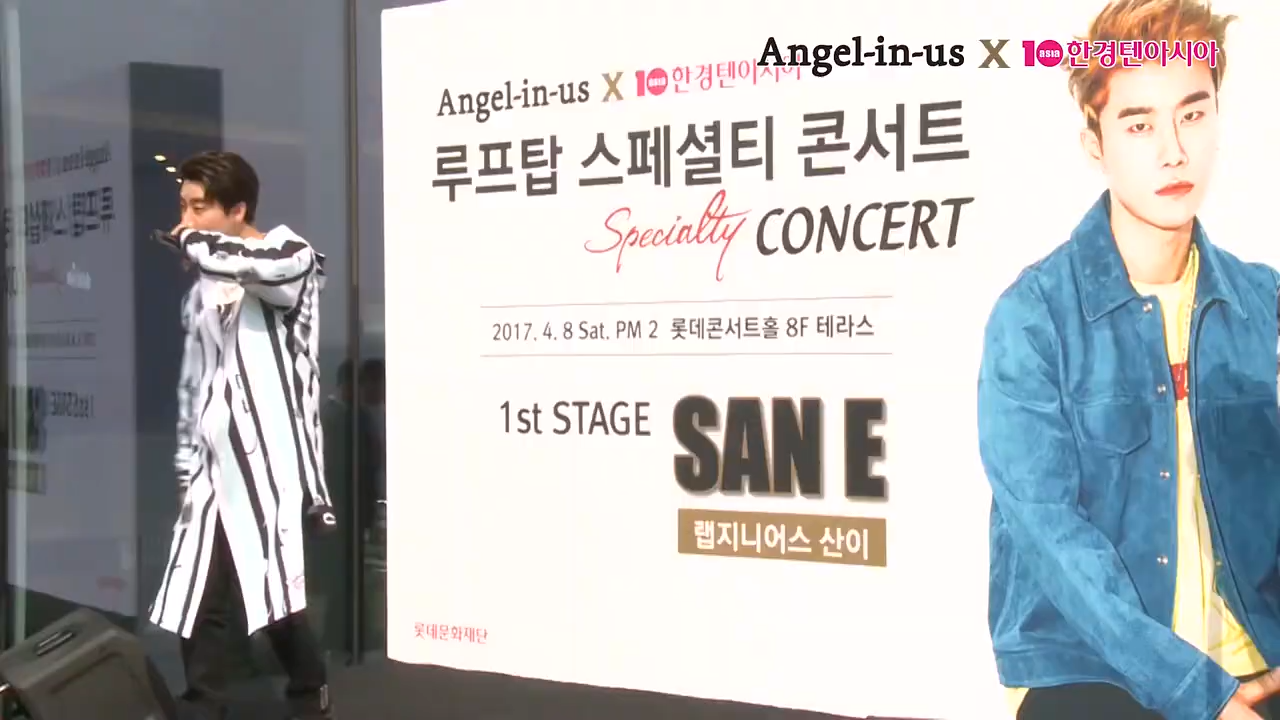 Angel-in-us X 10 asia 한경텐아시아
Angel-in-us X 10 asia 한경텐아시아
루프탑 스페셜티 콘서트
Specialty CONCERT
2017. 4. 8 Sat. PM 2 롯데콘서트홀 8F 테라스
1st STAGE SAN E
랩지니어스 산이
롯데문화재단